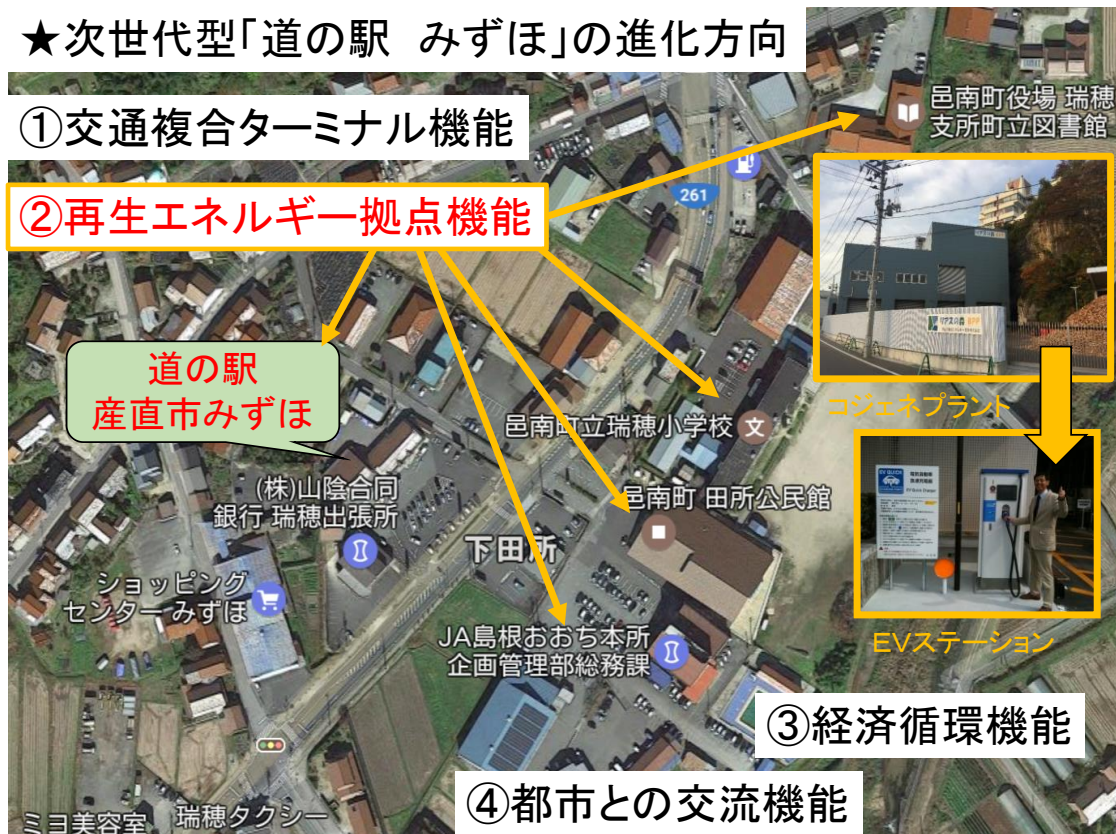 ★次世代型「道の駅　みずほ」の進化方向
①交通複合ターミナル機能
②再生エネルギー拠点機能
邑南町役場 瑞穂
支所町立図書館
261
道の駅
産直市みずほ
コジェネプラント
邑南町立瑞穂小学校
文
(株)山陰合同
銀行 瑞穂出張所
邑南町 田所公民館
下田所
EV QUICK
ショッピング
センター みずほ
JA島根おおち本所
企画管理部総務課
EVステーション
③経済循環機能
④都市との交流機能
ミヨ美容室
瑞穂タクシー